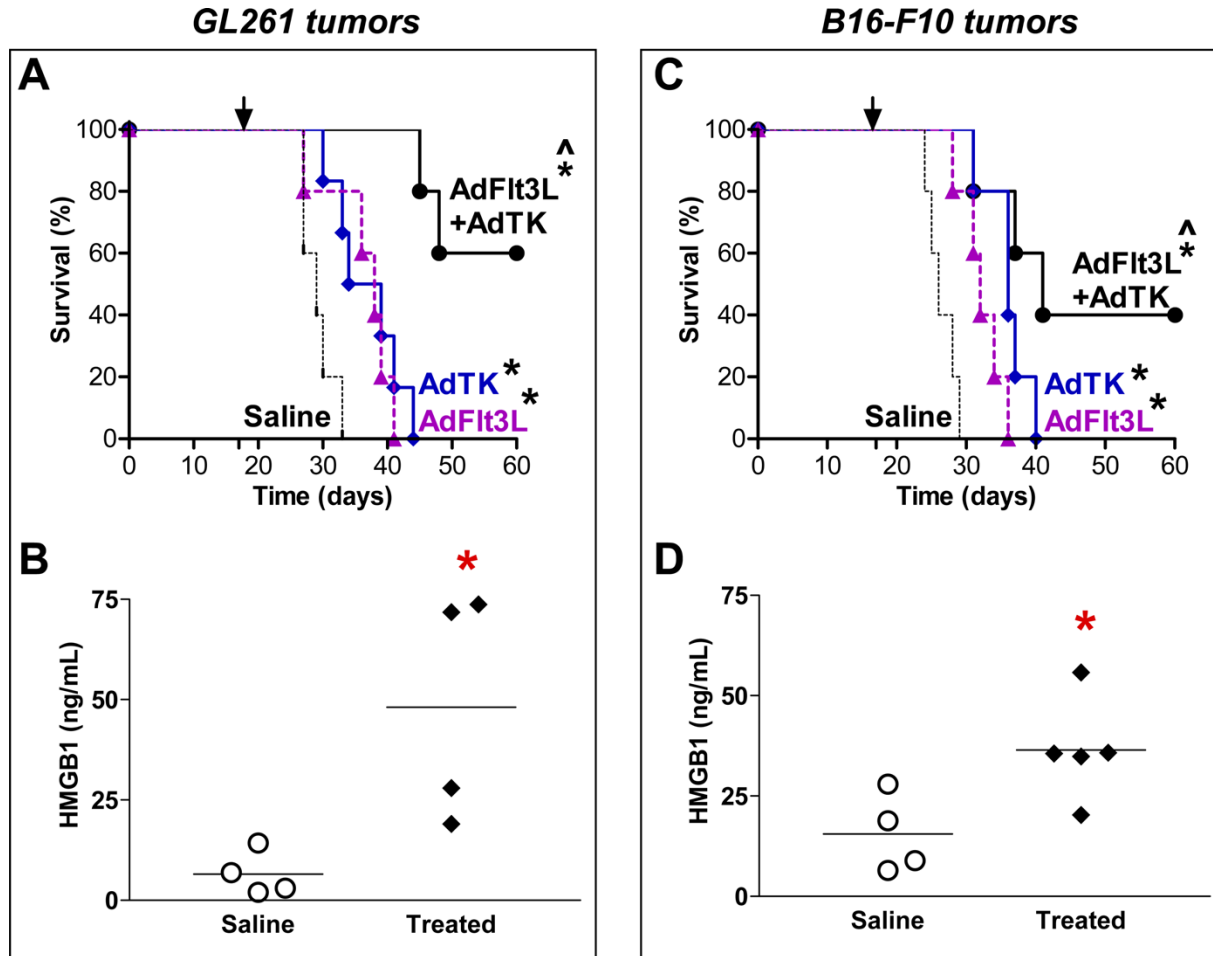 GL261 tumors
A
Survival (%)
100
80
60
40
20
0
^
*
AdFlt3L
+AdTK
AdTK *
AdFlt3L *
Saline
0 10 20 30 40 50 60
Time (days)
B
HMGB1 (ng/mL)
75
50
25
0
*
Saline Treated
B16-F10 tumors
C
Survival (%)
100
80
60
40
20
0
^
*
AdFlt3L
+AdTK
AdTK *
AdFlt3L *
Saline
0 10 20 30 40 50 60
Time (days)
D
HMGB1 (ng/mL)
75
50
25
0
*
Saline Treated